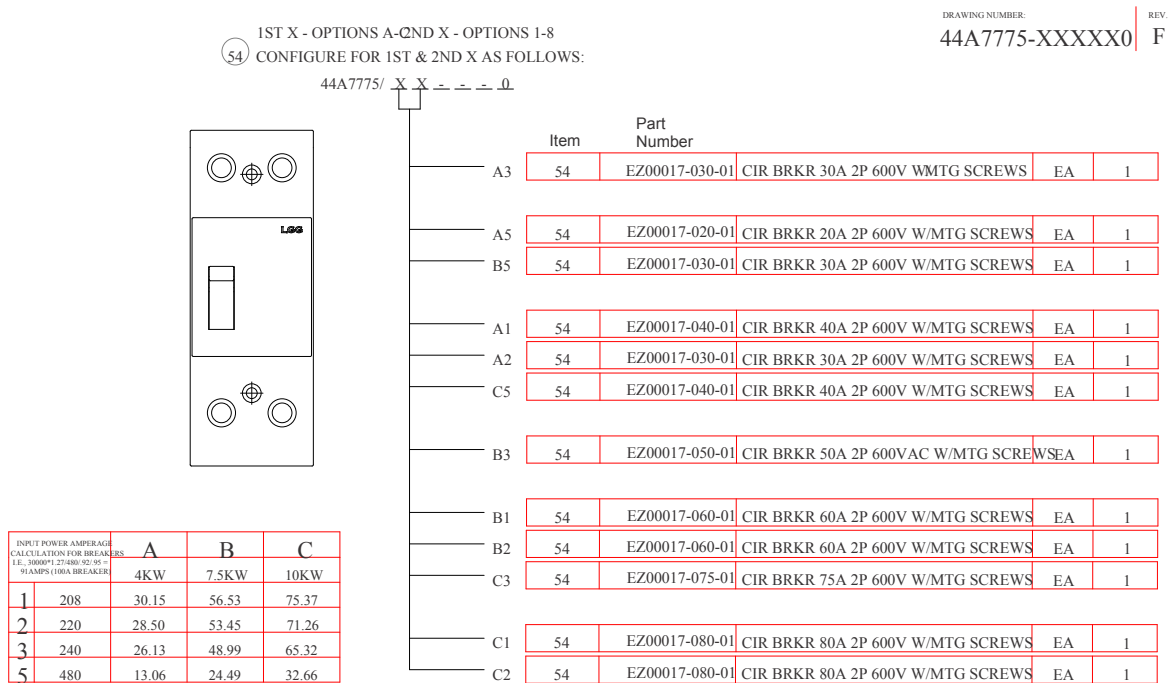 DRAWING NUMBER: REV.
44A7775-XXXXX0 F
1ST X - OPTIONS A-C 2ND X - OPTIONS 1-8
54 CONFIGURE FOR 1ST & 2ND X AS FOLLOWS:
44A7775/ X X - - - 0
Item Part Number
A3 54 EZ00017-030-01 CIR BRKR 30A 2P 600V W/MTG SCREWS EA 1
LGG
A5 54 EZ00017-020-01 CIR BRKR 20A 2P 600V W/MTG SCREWS EA 1
B5 54 EZ00017-030-01 CIR BRKR 30A 2P 600V W/MTG SCREWS EA 1
A1 54 EZ00017-040-01 CIR BRKR 40A 2P 600V W/MTG SCREWS EA 1
A2 54 EZ00017-030-01 CIR BRKR 30A 2P 600V W/MTG SCREWS EA 1
C5 54 EZ00017-040-01 CIR BRKR 40A 2P 600V W/MTG SCREWS EA 1
B3 54 EZ00017-050-01 CIR BRKR 50A 2P 600VAC W/MTG SCREWS EA 1
B1 54 EZ00017-060-01 CIR BRKR 60A 2P 600V W/MTG SCREWS EA 1
B2 54 EZ00017-060-01 CIR BRKR 60A 2P 600V W/MTG SCREWS EA 1
C3 54 EZ00017-075-01 CIR BRKR 75A 2P 600V W/MTG SCREWS EA 1
C1 54 EZ00017-080-01 CIR BRKR 80A 2P 600V W/MTG SCREWS EA 1
C2 54 EZ00017-080-01 CIR BRKR 80A 2P 600V W/MTG SCREWS EA 1
INPUT POWER AMPERAGE
CALCULATION FOR BREAKERS
I.E., 30000*1.27/480/.92/.95 =
91AMPS (100A BREAKER)
A B C
4KW 7.5KW 10KW
1 208 30.15 56.53 75.37
2 220 28.50 53.45 71.26
3 240 26.13 48.99 65.32
5 480 13.06 24.49 32.66